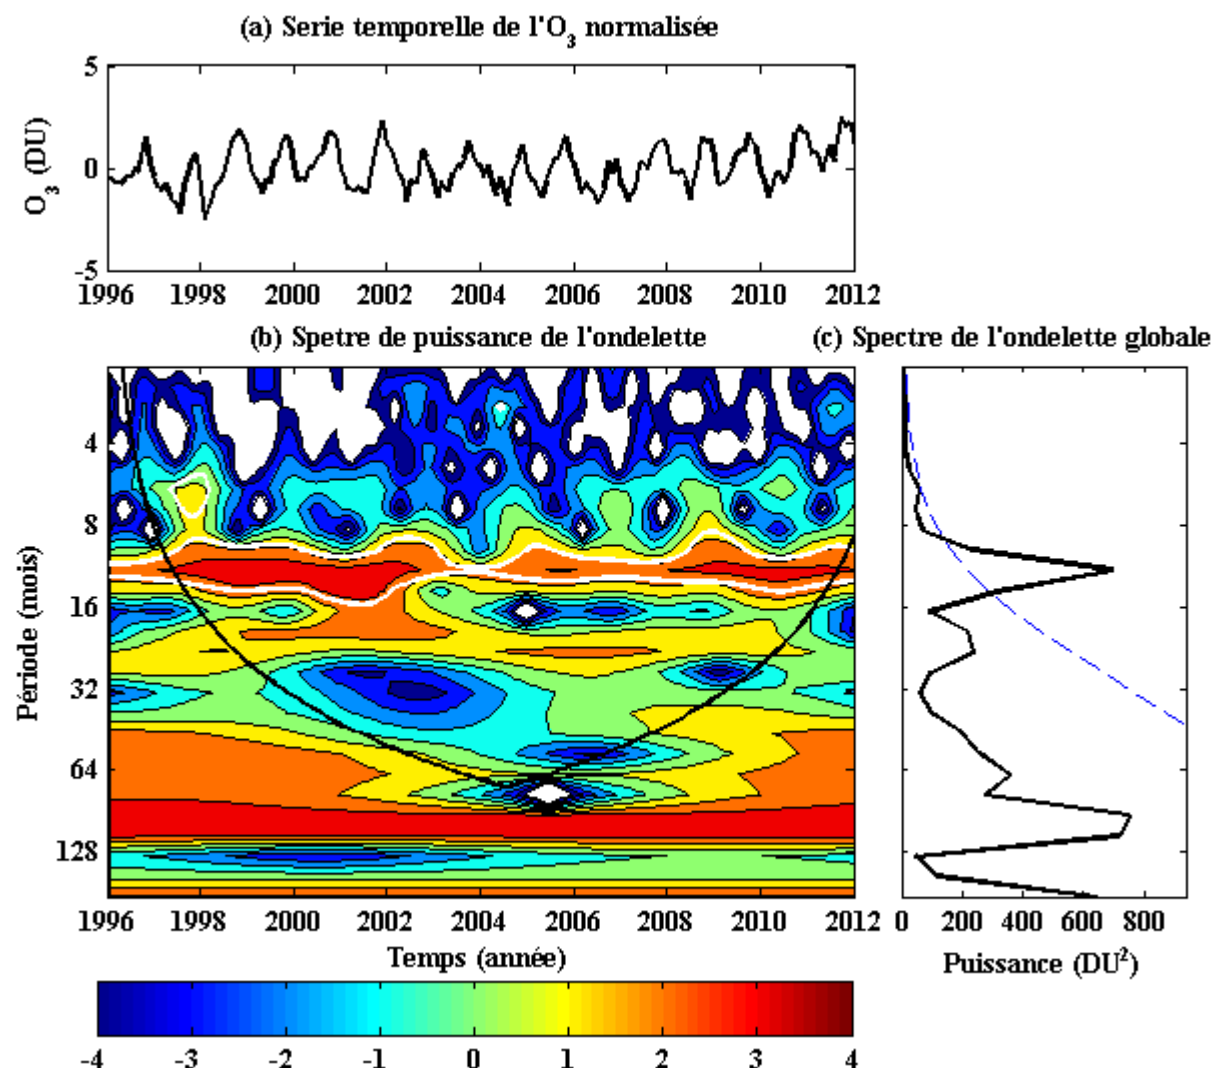 (a) Serie temporelle de l'O3 normalisée
O3 (DU)
5
0
-5
1996 1998 2000 2002 2004 2006 2008 2010 2012
(b) Spetre de puissance de l'ondelette
(c) Spectre de l'ondelette globale
Période (mois)
4
8
16
32
64
128
1996 1998 2000 2002 2004 2006 2008 2010 2012
Temps (année)
0 200 400 600 800
Puissance (DU²)
-4 -3 -2 -1 0 1 2 3 4